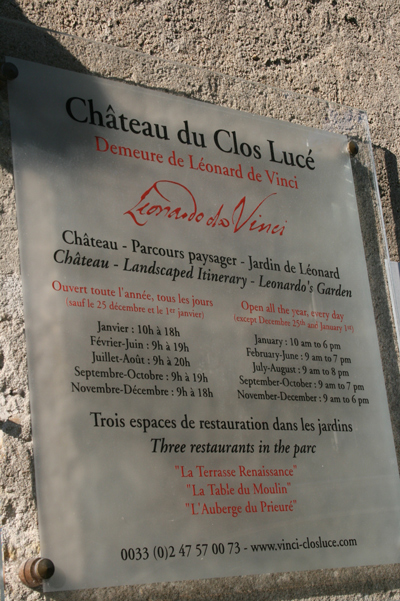 Château du Clos Lucé
Demeure de Léonard de Vinci
Leonardo da Vinci
Château - Parcours paysager - Jardin de Léonard
Château - Landscaped Itinerary - Leonardo's Garden
Ouvert toute l'année, tous les jours
(sauf le 25 décembre et le 1er janvier)
Janvier : 10h à 18h
Février-Juin : 9h à 19h
Juillet-Août : 9h à 20h
Septembre-Octobre : 9h à 19h
Novembre-Décembre : 9h à 18h
Open all the year, every day
(except December 25th and January 1st)
January : 10 am to 6 pm
February-June : 9 am to 7 pm
July-August : 9 am to 8 pm
September-October : 9 am to 7 pm
November-December : 9 am to 6 pm
Trois espaces de restauration dans les jardins
Three restaurants in the parc
"La Terrasse Renaissance"
"La Table du Moulin"
"L'Auberge du Prieuré"
0033 (0)2 47 57 00 73 - www.vinci-closluce.com